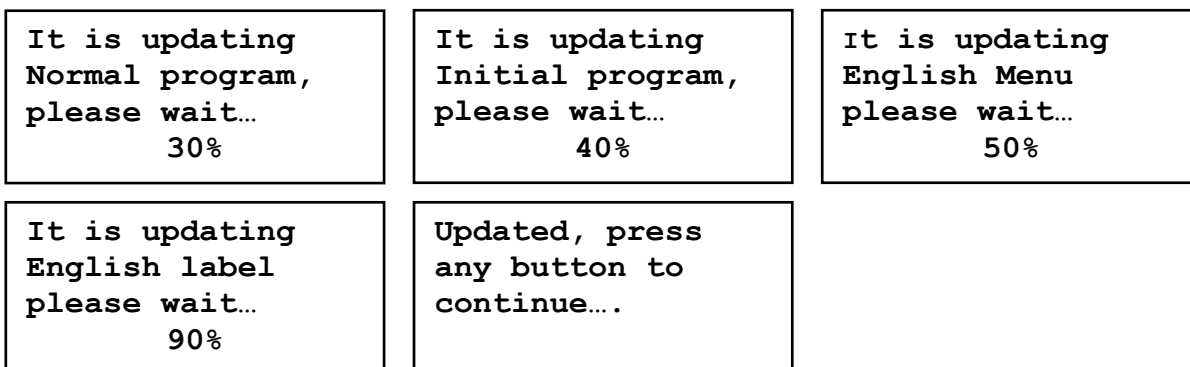 It is updating
Normal program,
please wait…
30%
It is updating
Initial program,
please wait…
40%
It is updating
English Menu
please wait…
50%
It is updating
English label
please wait…
90%
Updated, press
any button to
continue….